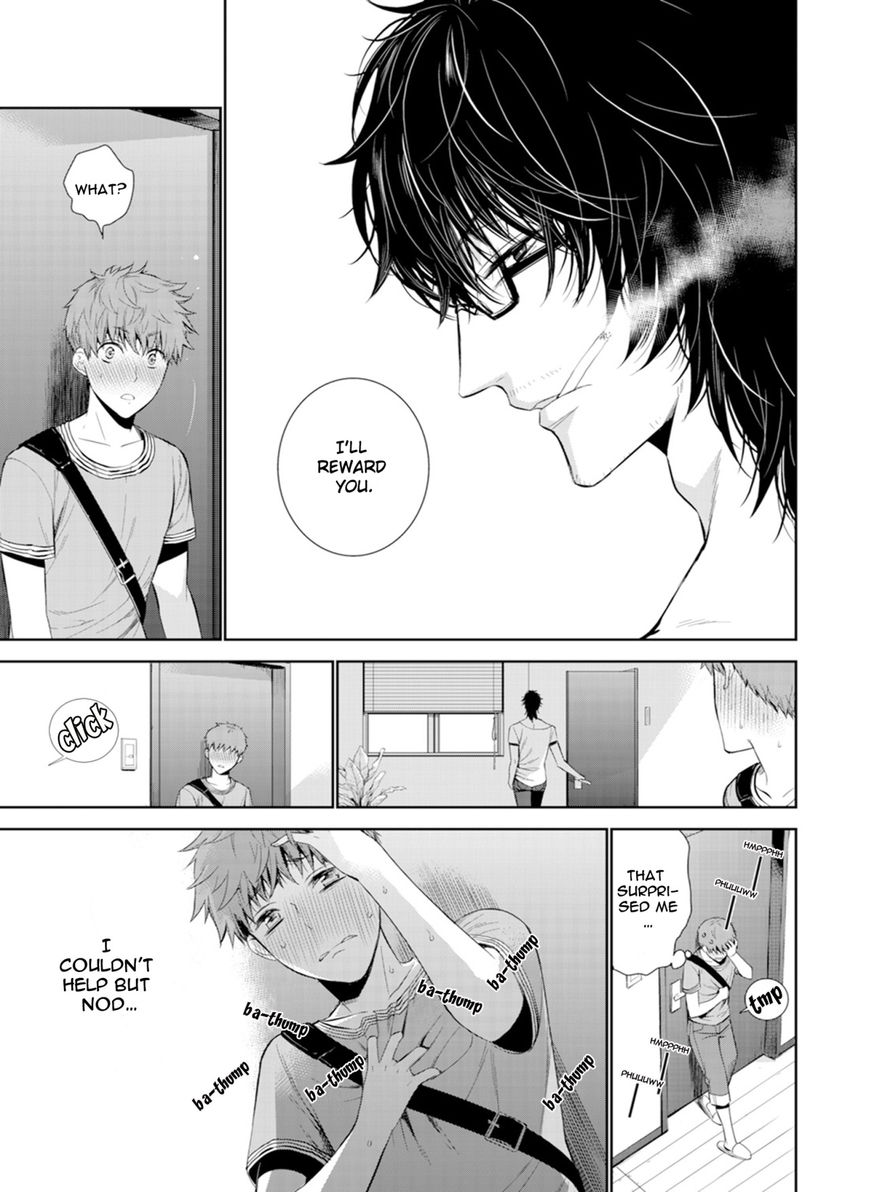 I'LL
REWARD
YOU.
WHAT?
click
HMPPPHH
PHUUUWW
THAT
SURPRI-
SED ME
...
tmp
HMPPPHH
PHUUUWW
ba-thump
ba-thump
ba-thump
ba-thump
ba-thump
ba-thump
I
COULDN'T
HELP BUT
NOD...